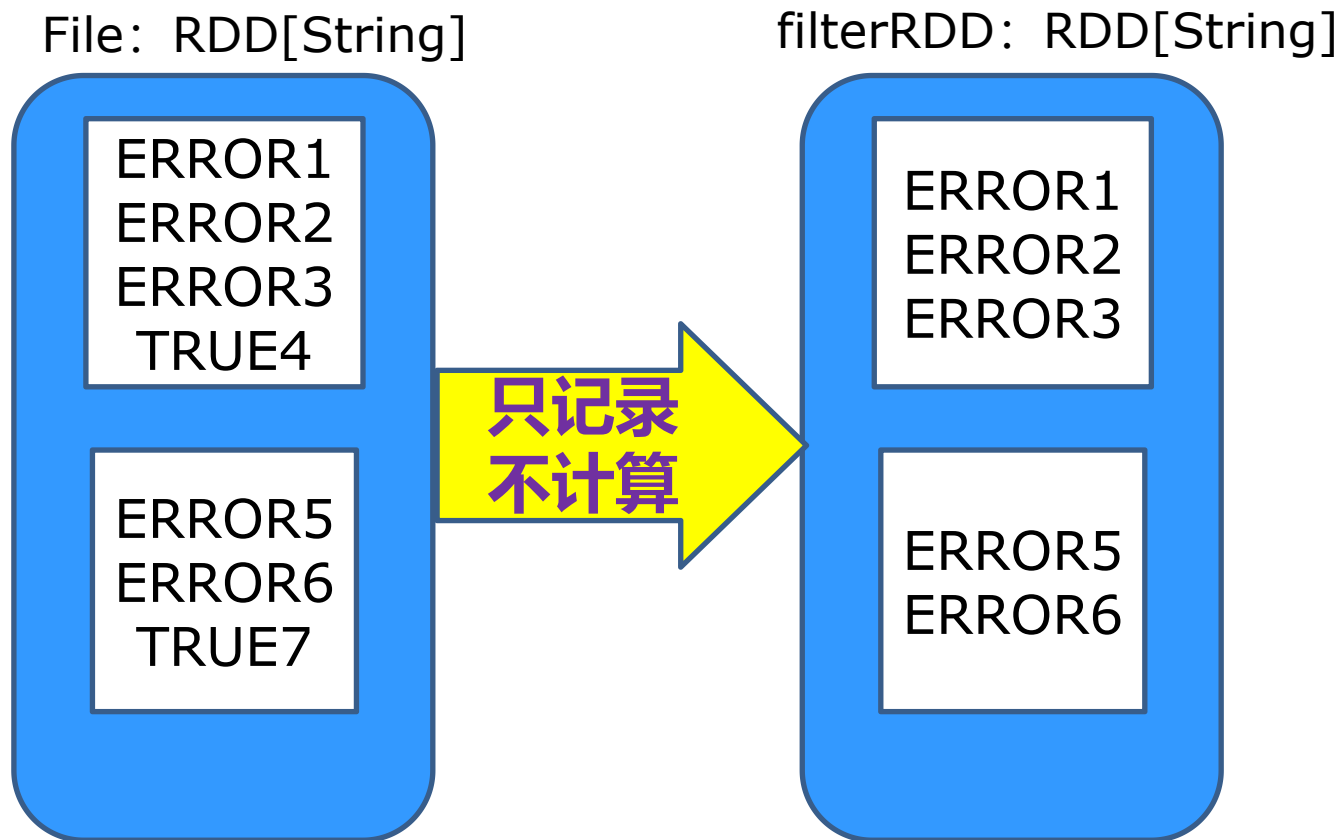 File：RDD[String]
ERROR1
ERROR2
ERROR3
TRUE4
ERROR5
ERROR6
TRUE7
只记录
不计算
filterRDD：RDD[String]
ERROR1
ERROR2
ERROR3
ERROR5
ERROR6